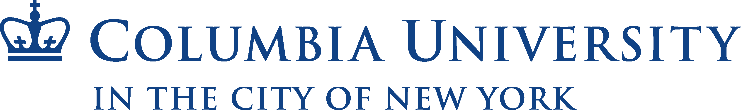 COLUMBIA UNIVERSITY
IN THE CITY OF NEW YORK